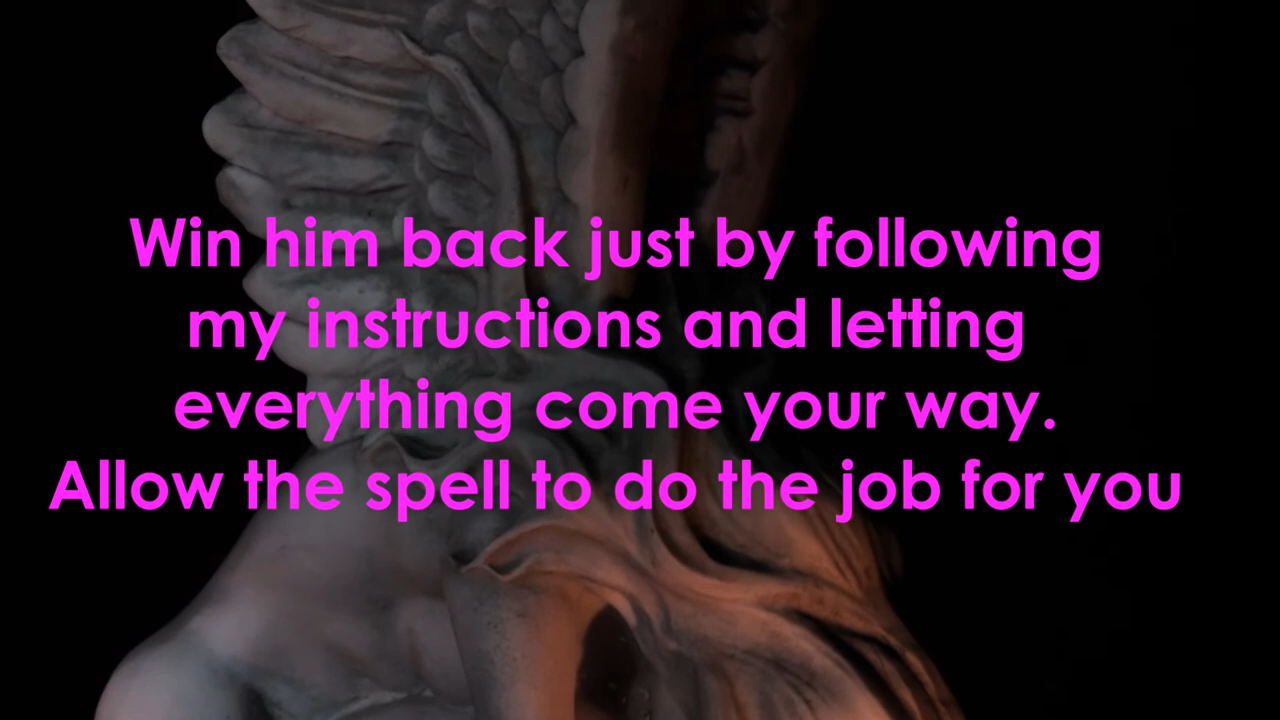 Win him back just by following
my instructions and letting
everything come your way.
Allow the spell to do the job for you